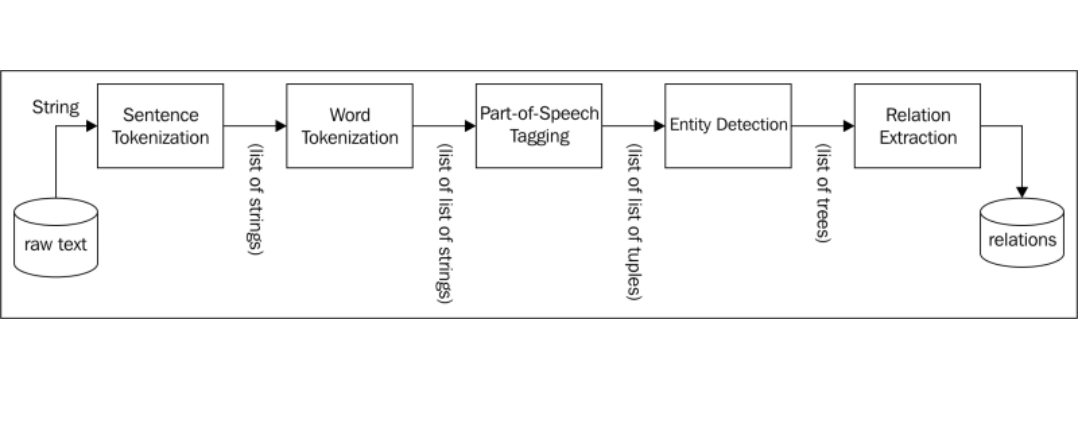 String
raw text
Sentence
Tokenization
(list of strings)
Word
Tokenization
(list of list of strings)
Part-of-Speech
Tagging
(list of list of tuples)
Entity Detection
(list of trees)
Relation
Extraction
relations